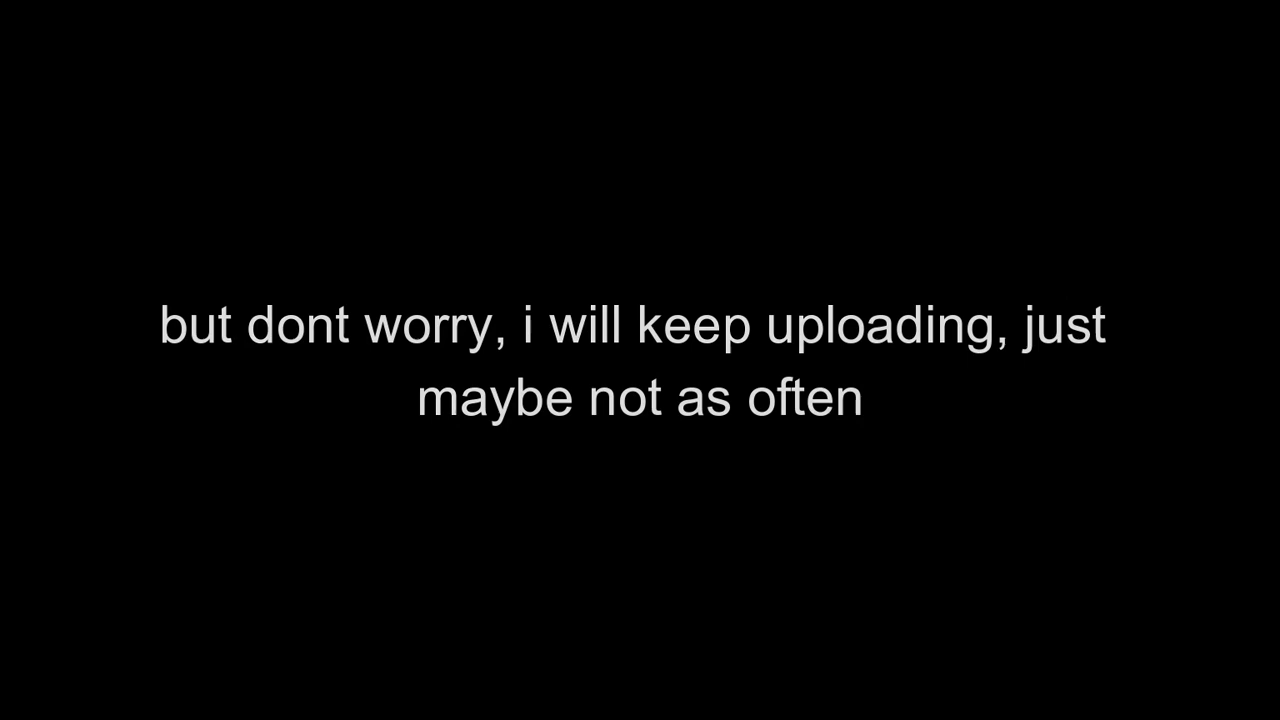 but dont worry, i will keep uploading, just
maybe not as often